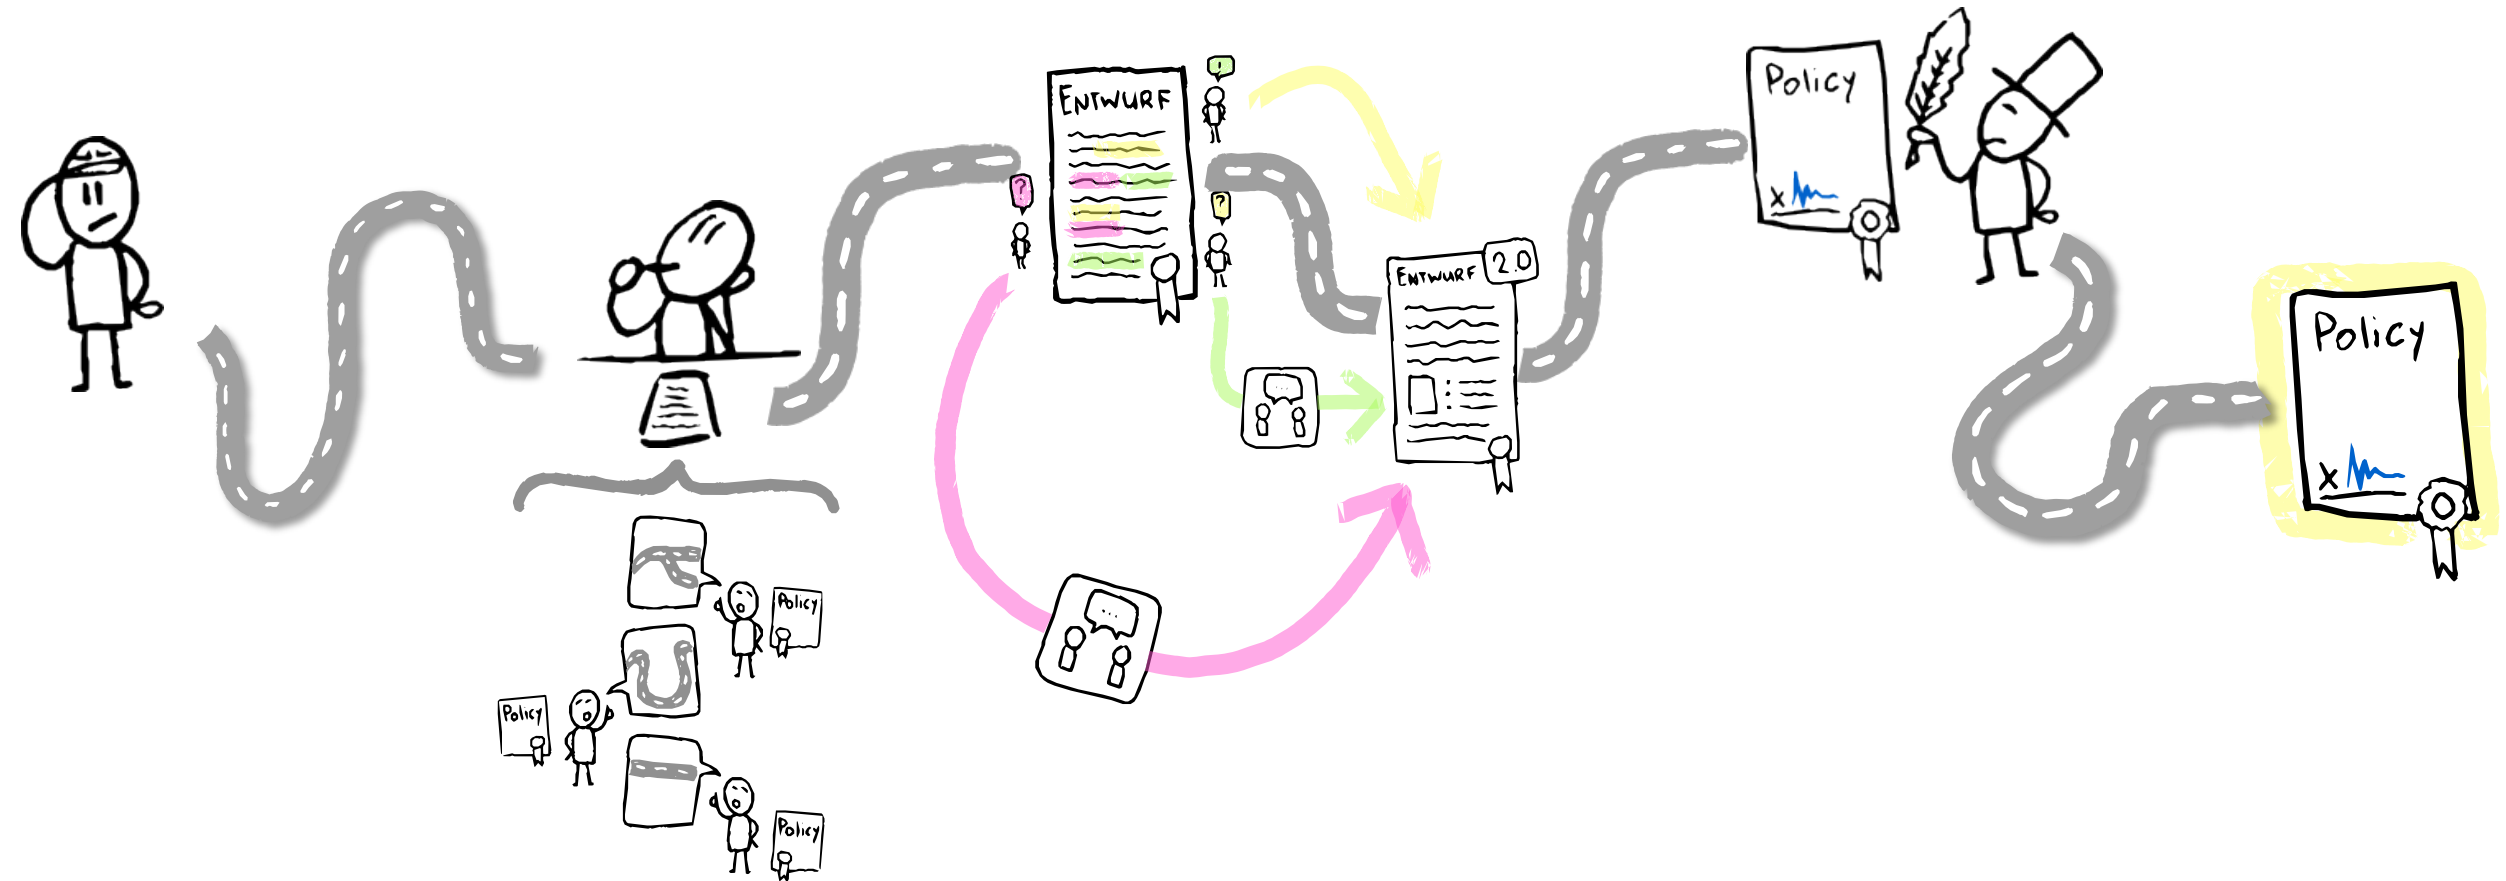 ENTWURF
!
?
?
ENTWURF
2.0
Policy
x
Policy
x
...
...
Policy
Policy
Policy